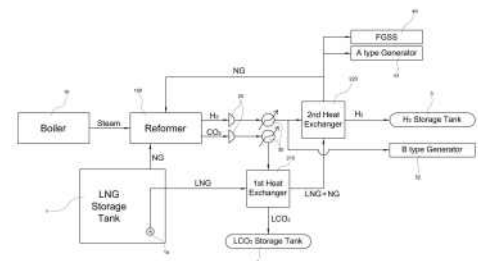 FGSS
A type Generator
NG
Boiler
Steam
Reformer
H₂
CO₂
2nd Heat
Exchanger
H₂
H₂ Storage Tank
B type Generator
NG
LNG
Storage
Tank
LNG
1st Heat
Exchanger
LNG+NG
LCO₂
LCO₂ Storage Tank